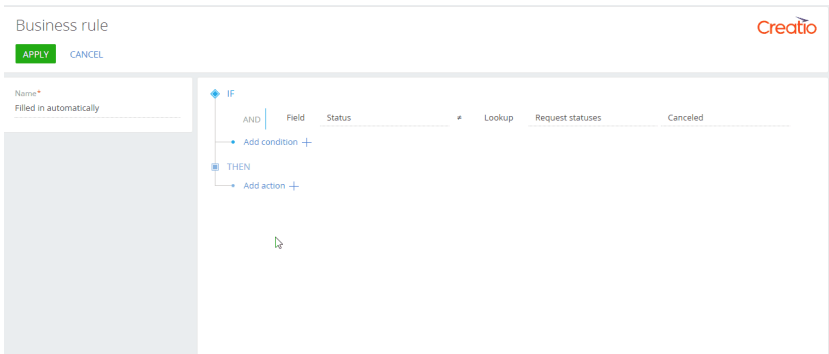 Business rule
Creatio
APPLY CANCEL
Name*
Filled in automatically
IF
AND Field Status ≠ Lookup Request statuses Canceled
Add condition +
THEN
Add action +